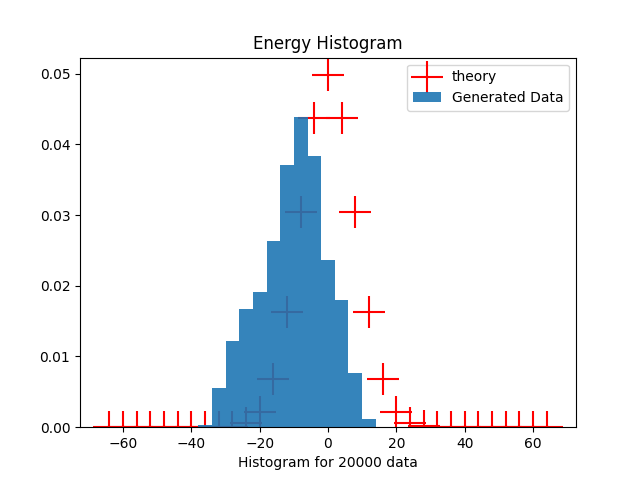 Energy Histogram
0.05
0.04
0.03
0.02
0.01
0.00
theory
Generated Data
−60 −40 −20 0 20 40 60
Histogram for 20000 data